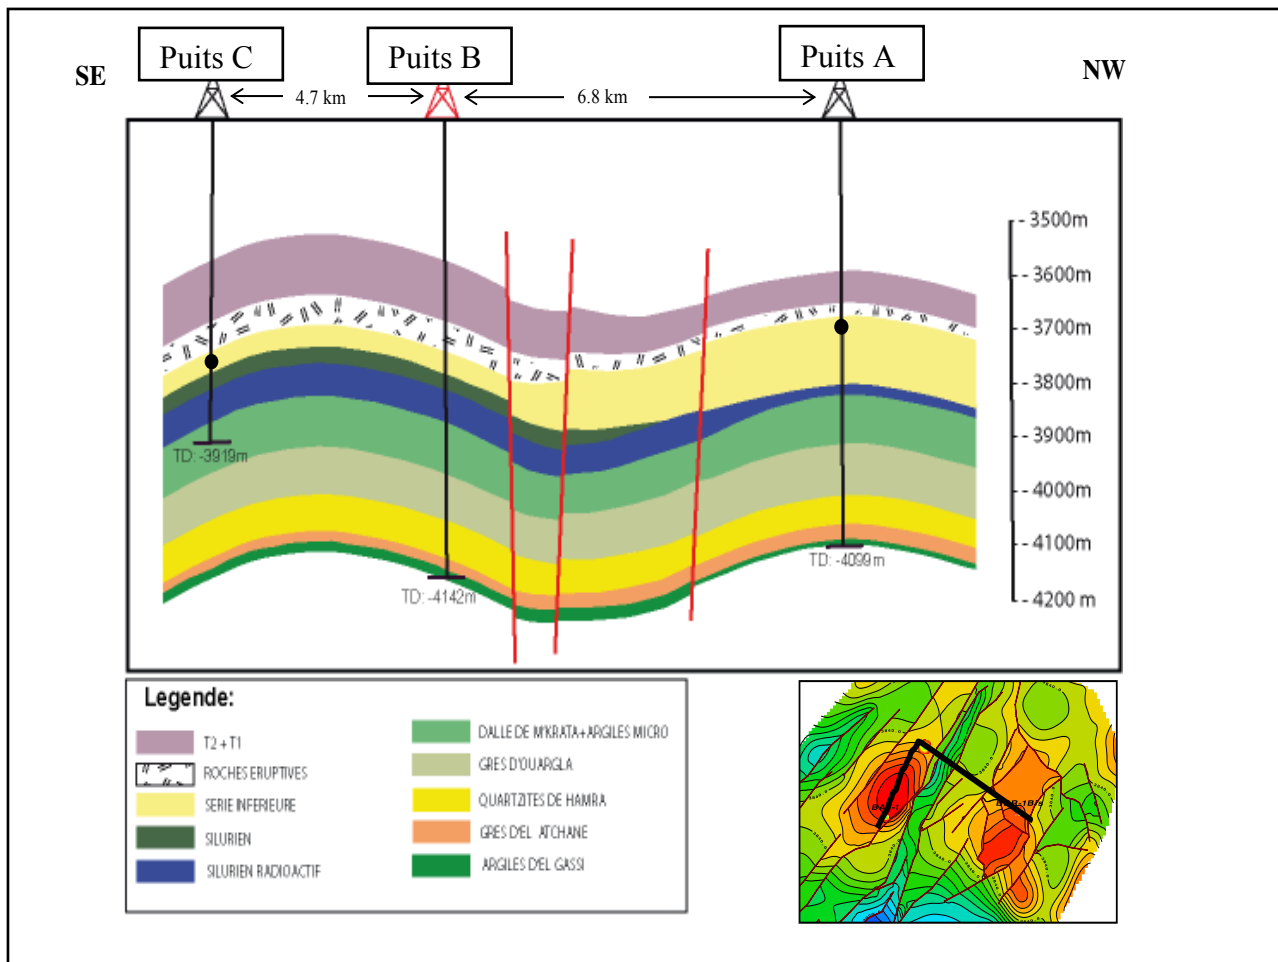 Puits C
Puits B
Puits A
SE
NW
4.7 km
6.8 km
- 3500m
- 3600m
- 3700m
- 3800m
- 3900m
- 4000m
- 4100m
- 4200 m
TD: -3919m
TD: -4142m
TD: -4099m
Legende:
T2 + T1
ROCHES ERUPTIVES
SERIE INFERIEURE
SILURIEN
SILURIEN RADIOACTIF
DALLE DE M'KRATA+ARGILES MICRO
GRES D'OUARGLA
QUARTZITES DE HAMRA
GRES D'EL ATCHANE
ARGILES D'EL GASSI